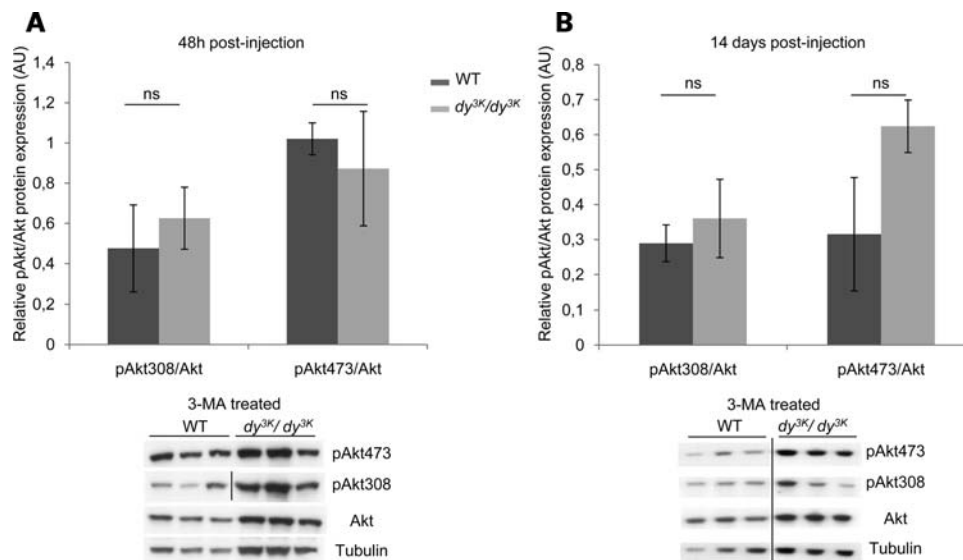 A
48h post-injection
Relative pAkt/Akt protein expression (AU)
1,4
1,2
1
0,8
0,6
0,4
0,2
0
ns
ns
WT
dy3K/dy3K
pAkt308/Akt
pAkt473/Akt
3-MA treated
WT
dy3K/ dy3K
pAkt473
pAkt308
Akt
Tubulin
B
14 days post-injection
Relative pAkt/Akt protein expression (AU)
0,8
0,7
0,6
0,5
0,4
0,3
0,2
0,1
0
ns
ns
pAkt308/Akt
pAkt473/Akt
3-MA treated
WT
dy3K/ dy3K
pAkt473
pAkt308
Akt
Tubulin